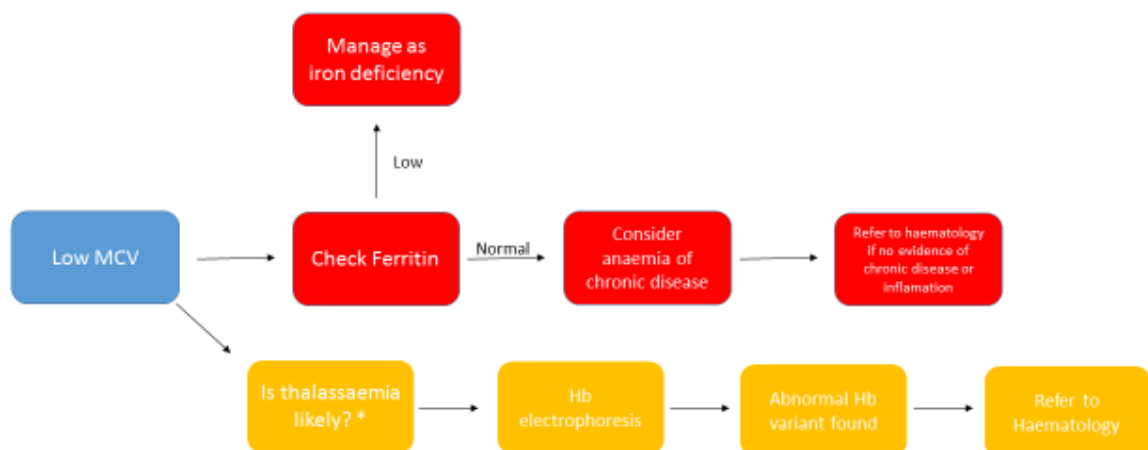 Manage as
iron deficiency
Low
Low MCV
Check Ferritin
Normal
Consider
anaemia of
chronic disease
Refer to haematology
if no evidence of
chronic disease or
inflamation
Is thalassaemia
likely? *
Hb
electrophoresis
Abnormal Hb
variant found
Refer to
Haematology